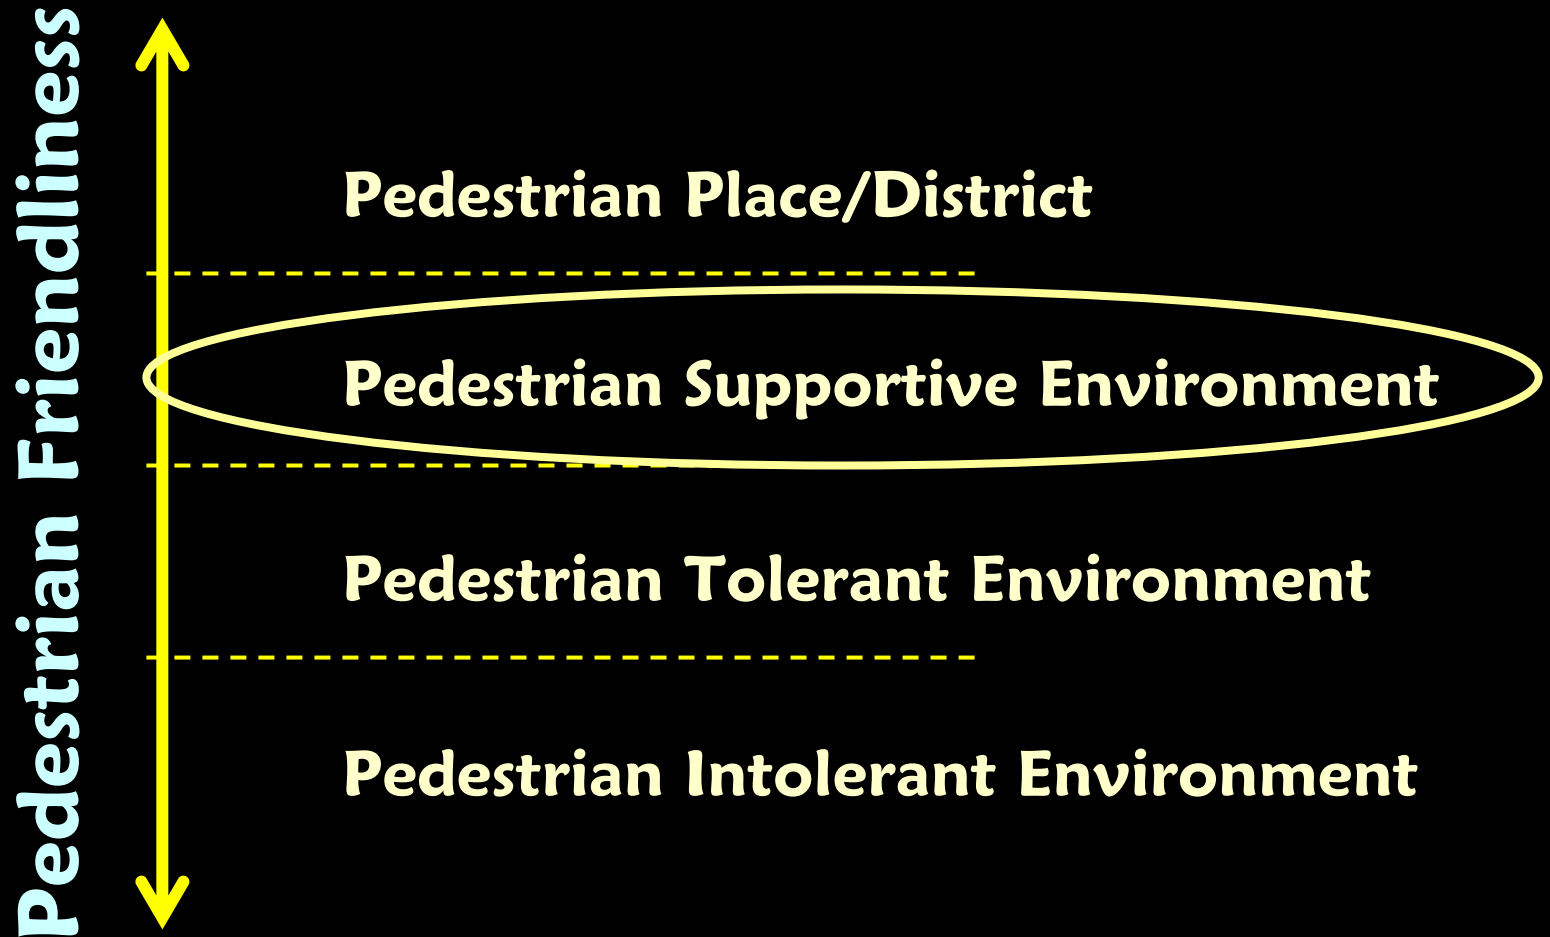 Pedestrian Friendliness
Pedestrian Place/District
Pedestrian Supportive Environment
Pedestrian Tolerant Environment
Pedestrian Intolerant Environment